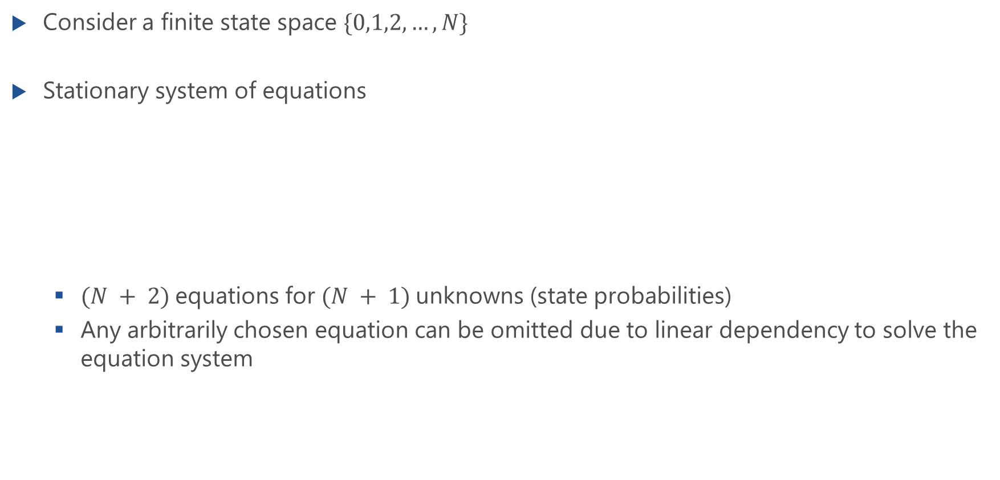 Consider a finite state space {0,1,2, … , N}
Stationary system of equations
(N + 2) equations for (N + 1) unknowns (state probabilities)
Any arbitrarily chosen equation can be omitted due to linear dependency to solve the
equation system